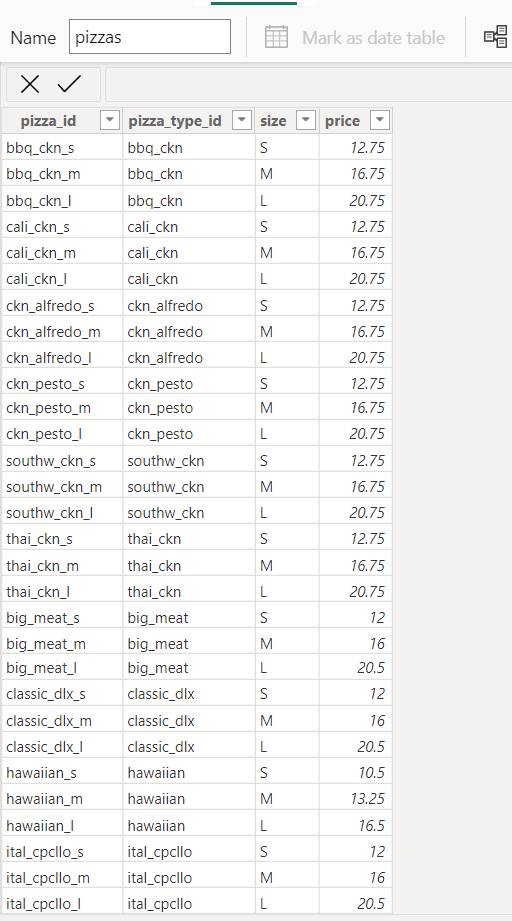 Name pizzas Mark as date table
pizza_id pizza_type_id size price
bbq_ckn_s bbq_ckn S 12.75
bbq_ckn_m bbq_ckn M 16.75
bbq_ckn_l bbq_ckn L 20.75
cali_ckn_s cali_ckn S 12.75
cali_ckn_m cali_ckn M 16.75
cali_ckn_l cali_ckn L 20.75
ckn_alfredo_s ckn_alfredo S 12.75
ckn_alfredo_m ckn_alfredo M 16.75
ckn_alfredo_l ckn_alfredo L 20.75
ckn_pesto_s ckn_pesto S 12.75
ckn_pesto_m ckn_pesto M 16.75
ckn_pesto_l ckn_pesto L 20.75
southw_ckn_s southw_ckn S 12.75
southw_ckn_m southw_ckn M 16.75
southw_ckn_l southw_ckn L 20.75
thai_ckn_s thai_ckn S 12.75
thai_ckn_m thai_ckn M 16.75
thai_ckn_l thai_ckn L 20.75
big_meat_s big_meat S 12
big_meat_m big_meat M 16
big_meat_l big_meat L 20.5
classic_dlx_s classic_dlx S 12
classic_dlx_m classic_dlx M 16
classic_dlx_l classic_dlx L 20.5
hawaiian_s hawaiian S 10.5
hawaiian_m hawaiian M 13.25
hawaiian_l hawaiian L 16.5
ital_cpcllo_s ital_cpcllo S 12
ital_cpcllo_m ital_cpcllo M 16
ital_cpcllo_l ital_cpcllo L 20.5